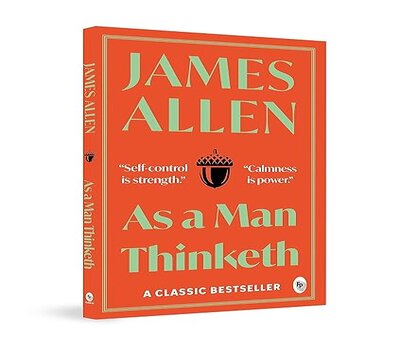 JAMES
ALLEN
“Self-control
is strength.”
“Calmness
is power.”
As a Man
Thinketh
A CLASSIC BESTSELLER
JAMES ALLEN
As a Man Thinketh